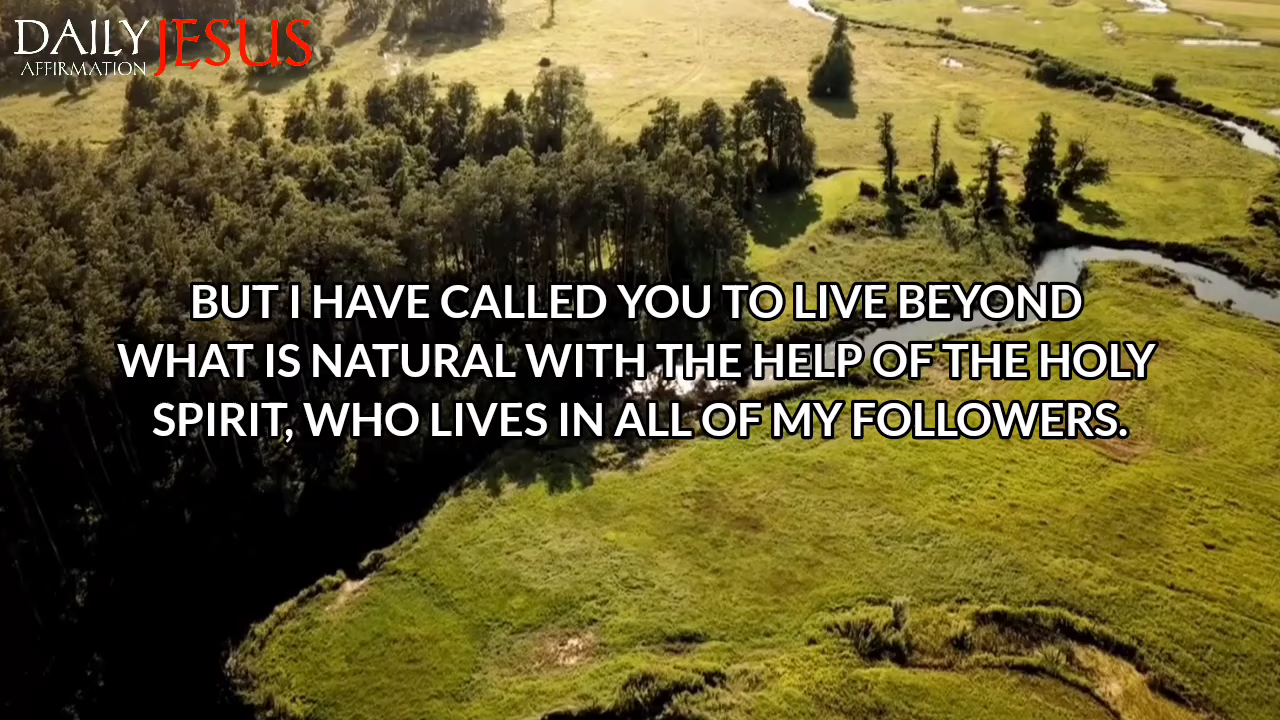 DAILY JESUS
AFFIRMATION
BUT I HAVE CALLED YOU TO LIVE BEYOND
WHAT IS NATURAL WITH THE HELP OF THE HOLY
SPIRIT, WHO LIVES IN ALL OF MY FOLLOWERS.